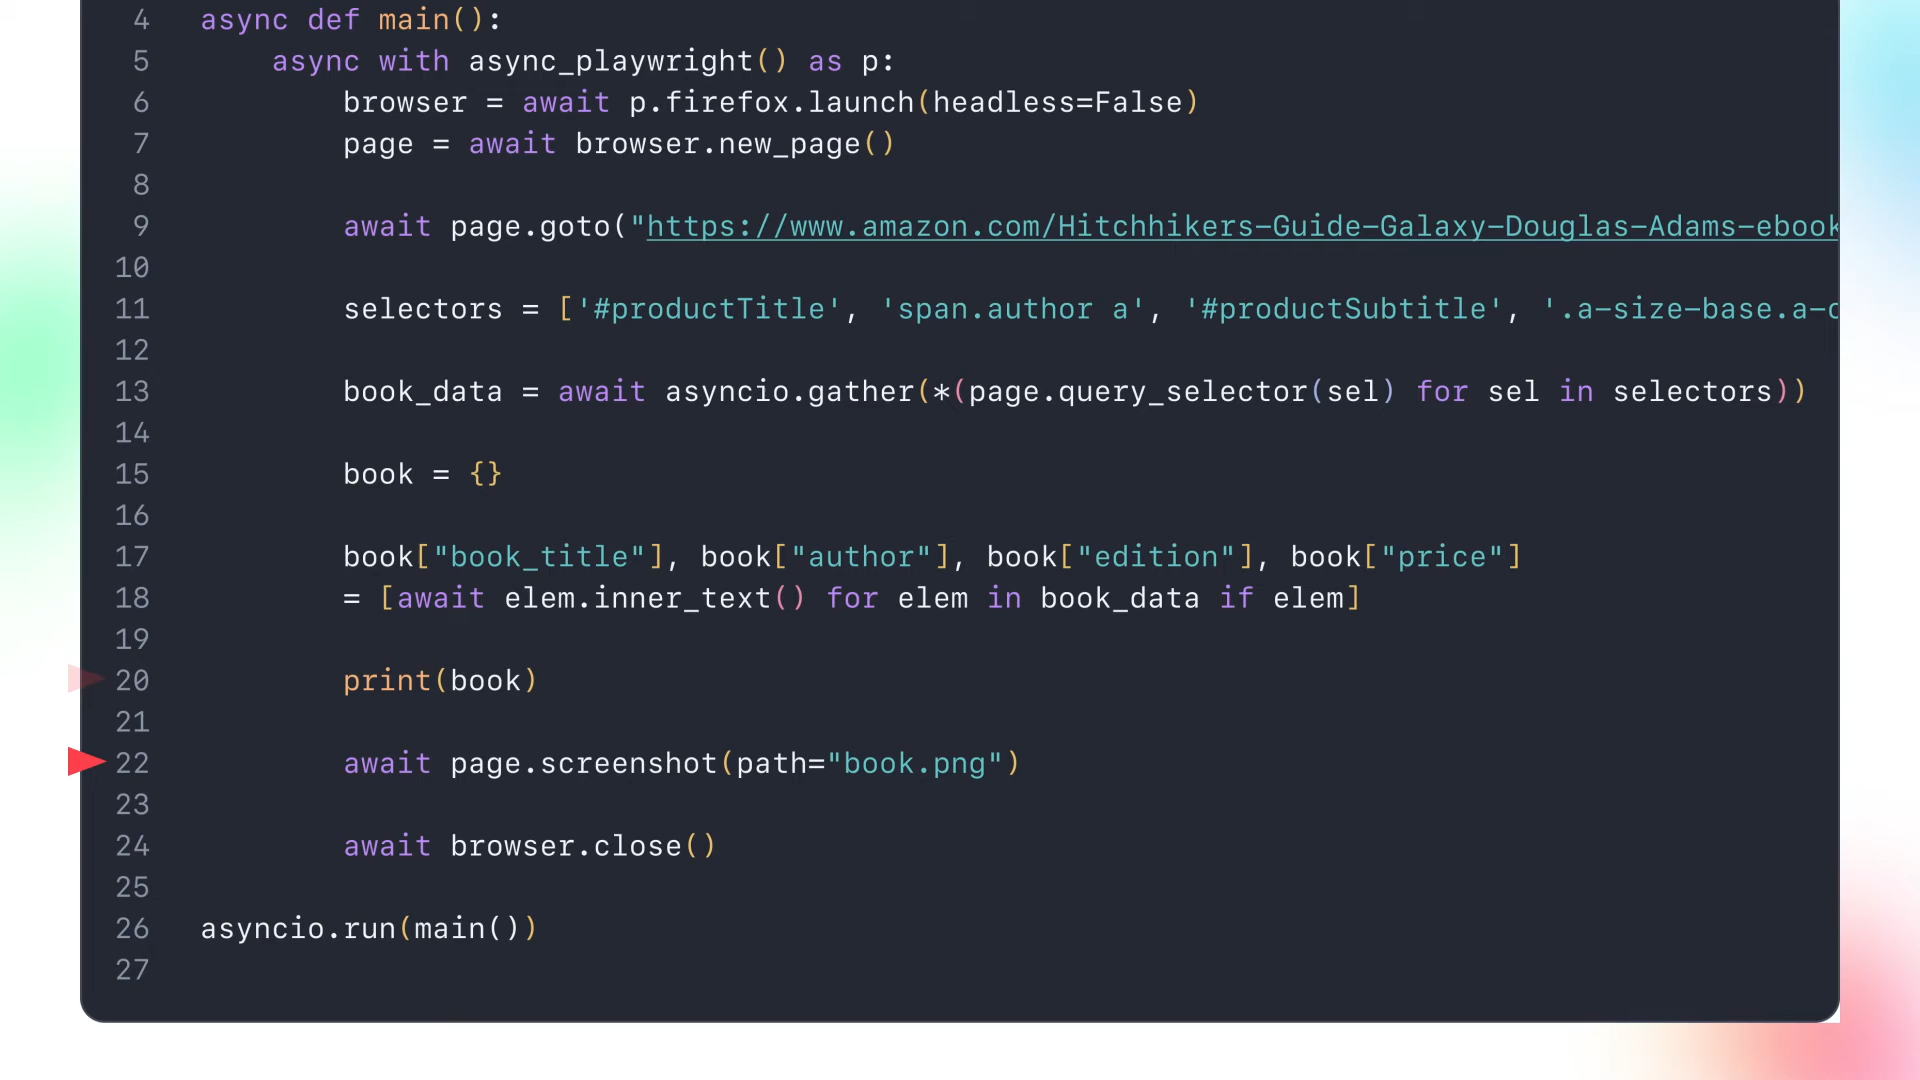 4 async def main():
5 async with async_playwright() as p:
6 browser = await p.firefox.launch(headless=False)
7 page = await browser.new_page()
8
9 await page.goto("https://www.amazon.com/Hitchhikers-Guide-Galaxy-Douglas-Adams-ebook
10
11 selectors = ['#productTitle', 'span.author a', '#productSubtitle', '.a-size-base.a-c
12
13 book_data = await asyncio.gather(*(page.query_selector(sel) for sel in selectors))
14
15 book = {}
16
17 book["book_title"], book["author"], book["edition"], book["price"]
18 = [await elem.inner_text() for elem in book_data if elem]
19
20 print(book)
21
22 await page.screenshot(path="book.png")
23
24 await browser.close()
25
26 asyncio.run(main())
27